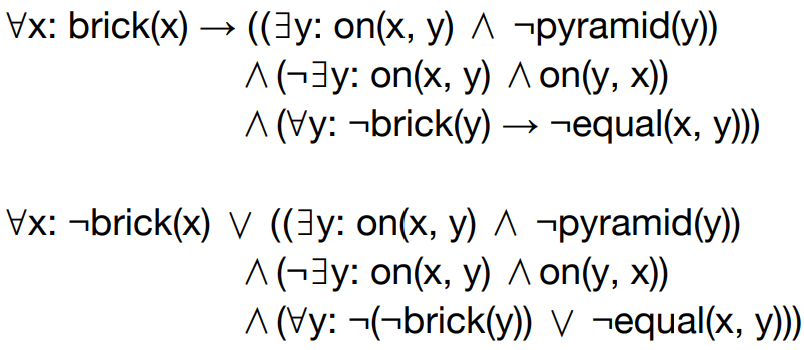 ∀x: brick(x) → ((∃y: on(x, y) ∧ ¬pyramid(y))
∧ (¬∃y: on(x, y) ∧ on(y, x))
∧ (∀y: ¬brick(y) → ¬equal(x, y)))
∀x: ¬brick(x) ∨ ((∃y: on(x, y) ∧ ¬pyramid(y))
∧ (¬∃y: on(x, y) ∧ on(y, x))
∧ (∀y: ¬(¬brick(y)) ∨ ¬equal(x, y)))